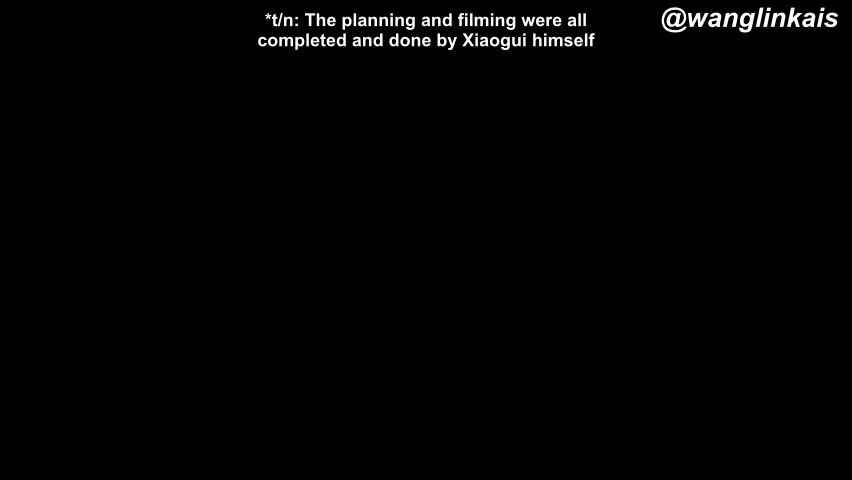 *t/n: The planning and filming were all
completed and done by Xiaogui himself
@wanglinkais